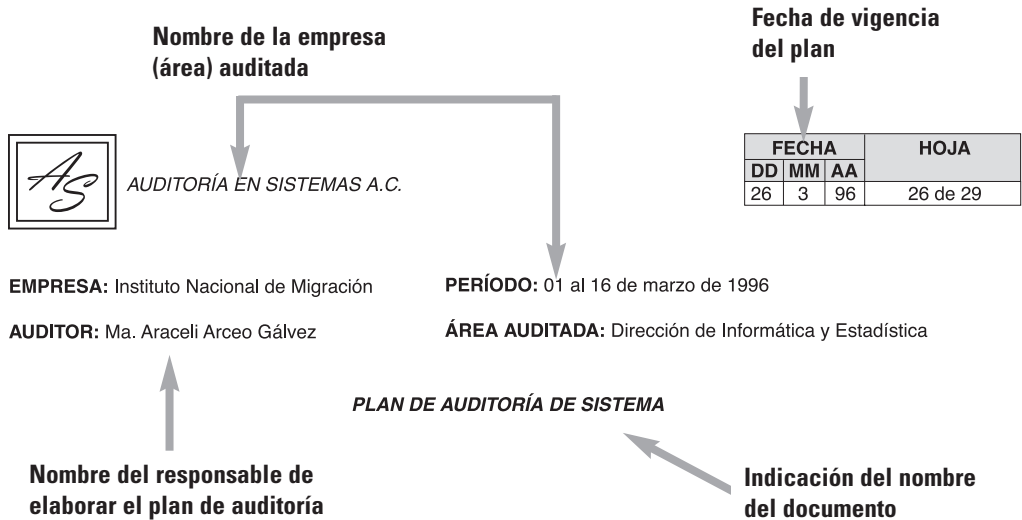 Nombre de la empresa
(área) auditada
Fecha de vigencia
del plan
AS
AUDITORÍA EN SISTEMAS A.C.
FECHA HOJA
DD MM AA
26 3 96 26 de 29
EMPRESA: Instituto Nacional de Migración
PERÍODO: 01 al 16 de marzo de 1996
AUDITOR: Ma. Araceli Arceo Gálvez
ÁREA AUDITADA: Dirección de Informática y Estadística
PLAN DE AUDITORÍA DE SISTEMA
Nombre del responsable de
elaborar el plan de auditoría
Indicación del nombre
del documento